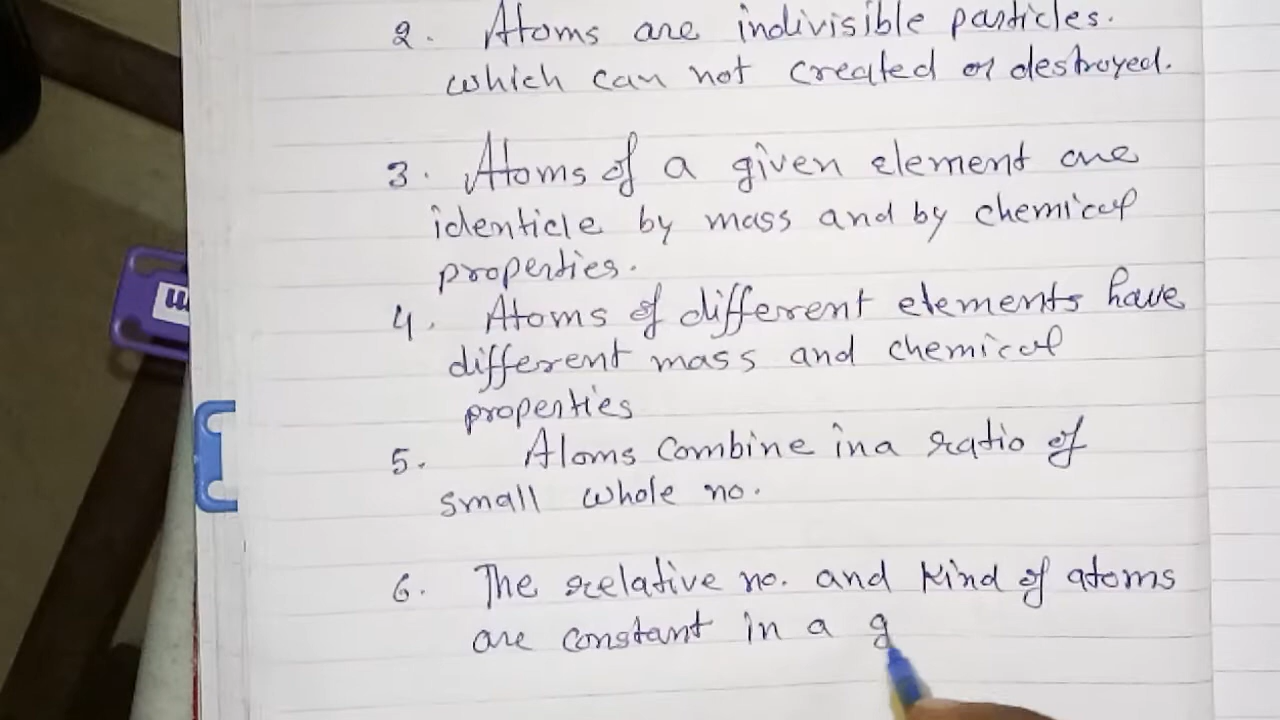 2. Atoms are indivisible particles.
which can not created or destroyed.
3. Atoms of a given element are
identicle by mass and by chemical
properties.
4. Atoms of different elements have
different mass and chemical
properties
5. Atoms combine in a ratio of
small whole no.
6. The relative no. and kind of atoms
are constant in a g